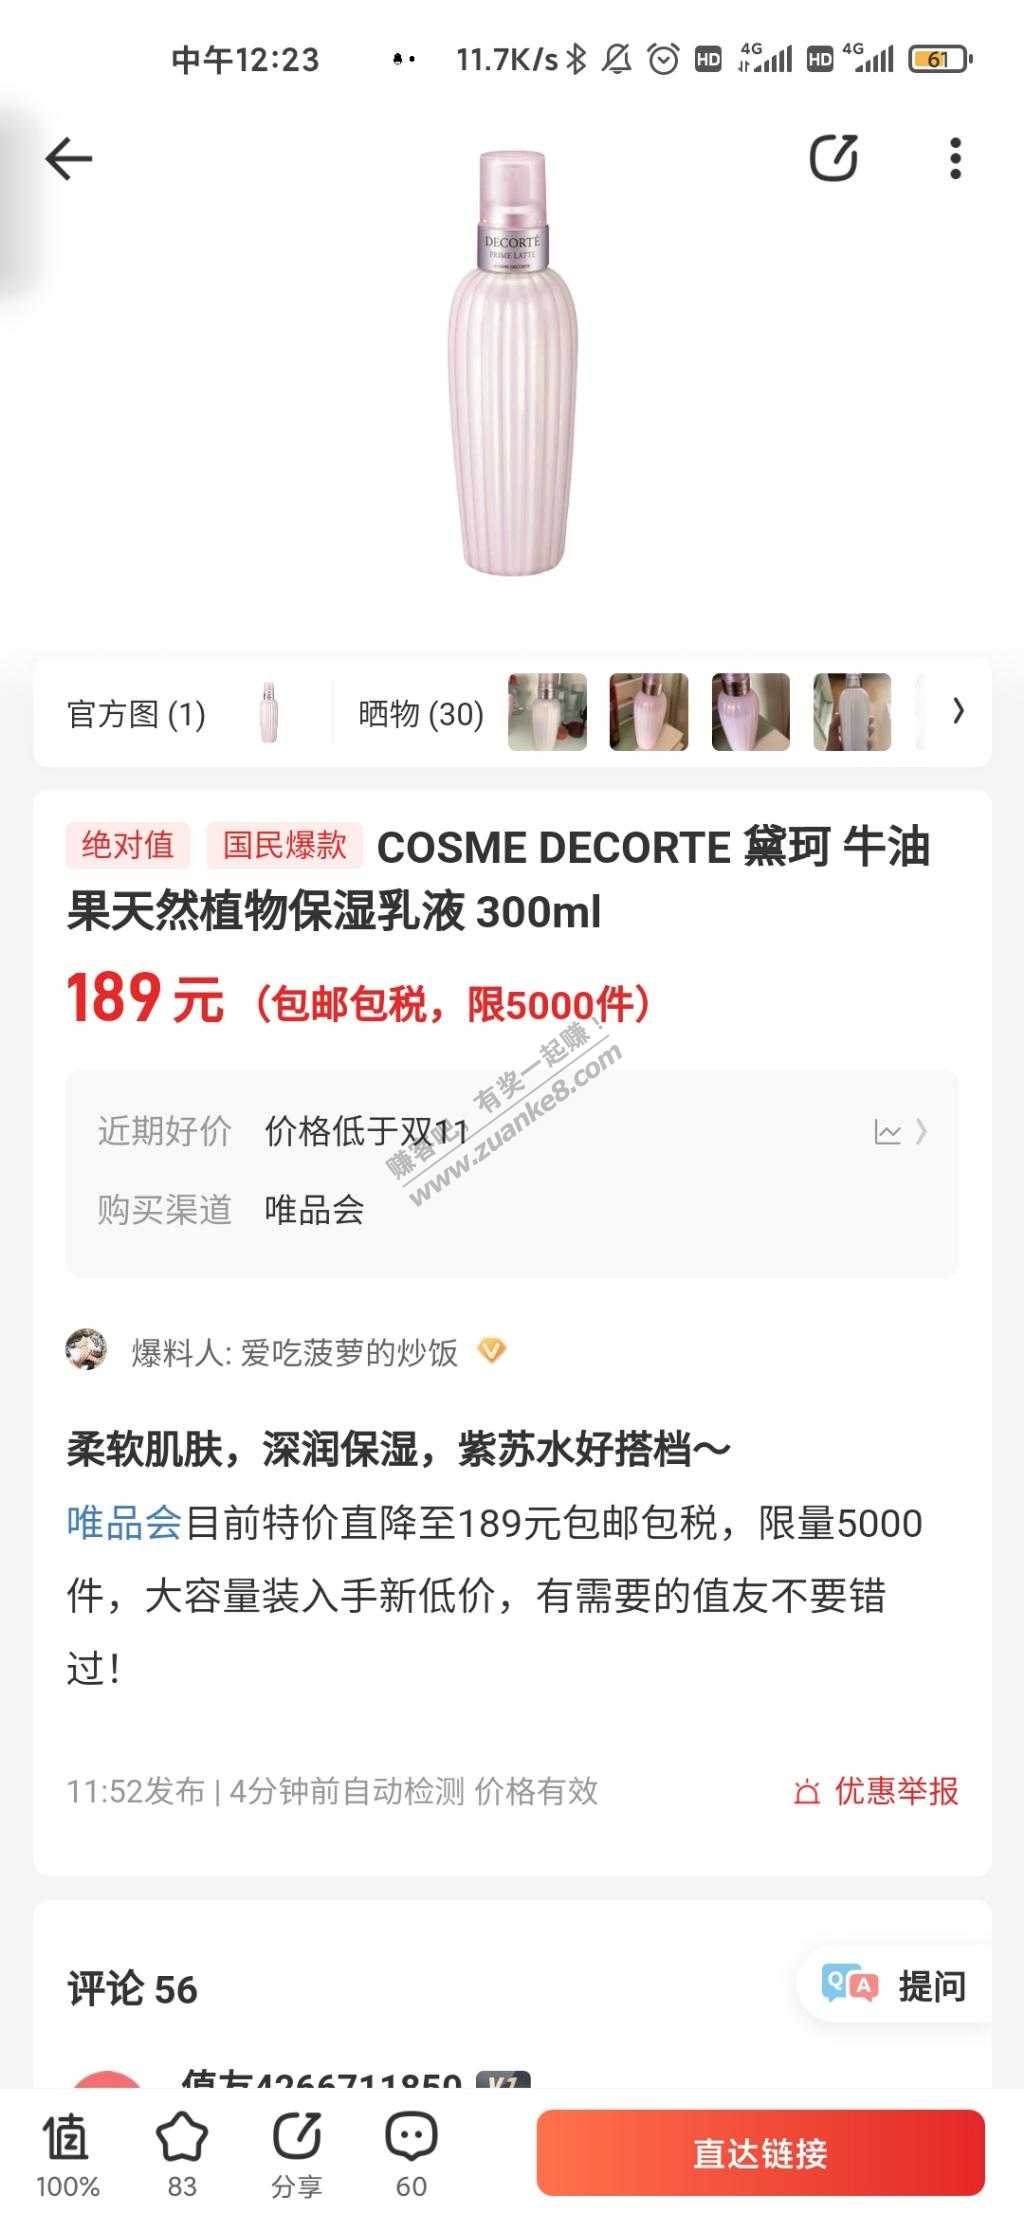 中午12:23
11.7K/s
HD
4G
HD
4G
61
DECORTÉ
PRIME LATTE
COSME DECORTE
官方图 (1)
晒物 (30)
绝对值 国民爆款 COSME DECORTE 黛珂 牛油
果天然植物保湿乳液 300ml
189 元（包邮包税，限5000件）
近期好价 价格低于双11
购买渠道 唯品会
赚客吧，有奖一起赚！
www.zuanke8.com
爆料人: 爱吃菠萝的炒饭
柔软肌肤，深润保湿，紫苏水好搭档～
唯品会目前特价直降至189元包邮包税，限量5000
件，大容量装入手新低价，有需要的值友不要错
过！
11:52发布 | 4分钟前自动检测 价格有效
优惠举报
评论 56
Q A 提问
值友4266711850 V1
值
100%
83
分享
60
直达链接